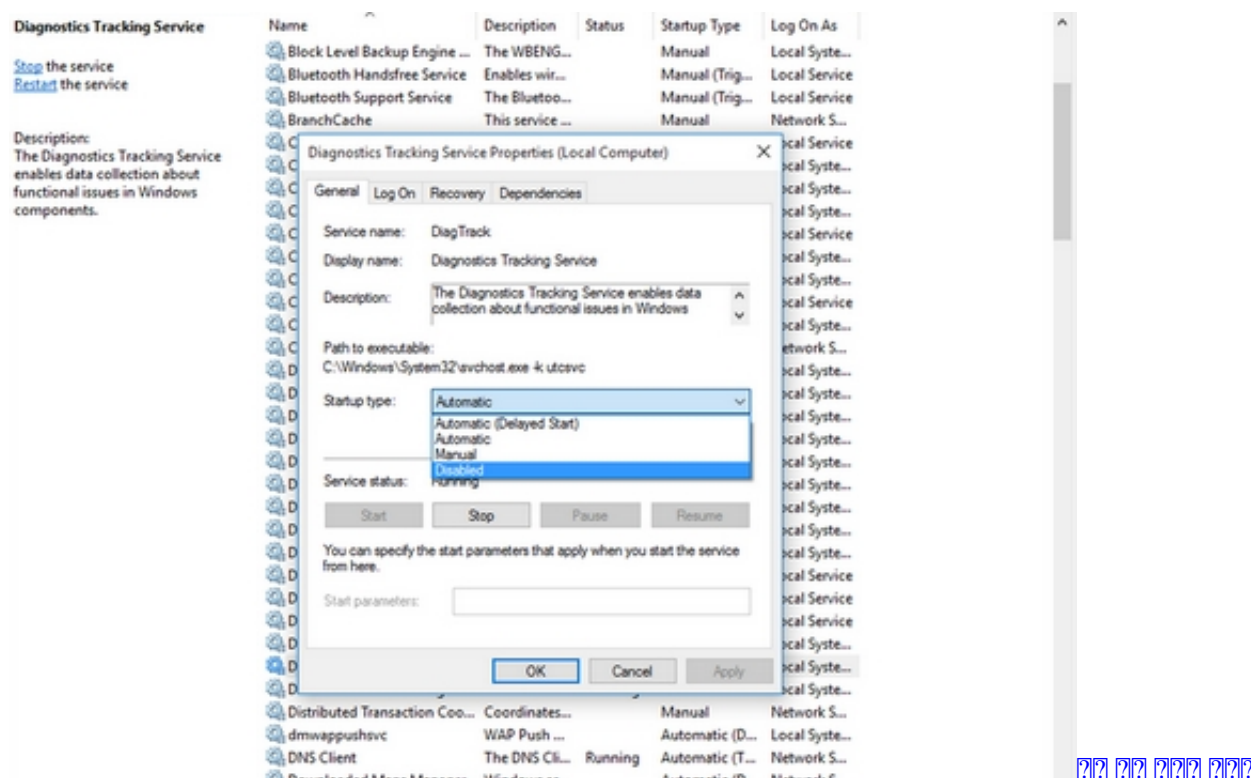 Diagnostics Tracking Service
Stop the service
Restart the service
Description:
The Diagnostics Tracking Service
enables data collection about
functional issues in Windows
components.
Name Description Status Startup Type Log On As
Block Level Backup Engine ... The WBENG... Manual Local Syste...
Bluetooth Handsfree Service Enables wir... Manual (Trig... Local Service
Bluetooth Support Service The Bluetoo... Manual (Trig... Local Service
BranchCache This service ... Manual Network S...
Diagnostics Tracking Service Properties (Local Computer)
General Log On Recovery Dependencies
Service name: DiagTrack
Display name: Diagnostics Tracking Service
Description: The Diagnostics Tracking Service enables data
collection about functional issues in Windows
Path to executable:
C:\Windows\System32\svchost.exe -k utcsvc
Startup type: Automatic
Automatic (Delayed Start)
Automatic
Manual
Disabled
Service status: Running
Start Stop Pause Resume
You can specify the start parameters that apply when you start the service
from here.
Start parameters:
OK Cancel Apply
Distributed Transaction Coo... Coordinates... Manual Network S...
dmwappushsvc WAP Push ... Automatic (D... Local Syste...
DNS Client The DNS Cli... Running Automatic (T... Network S...